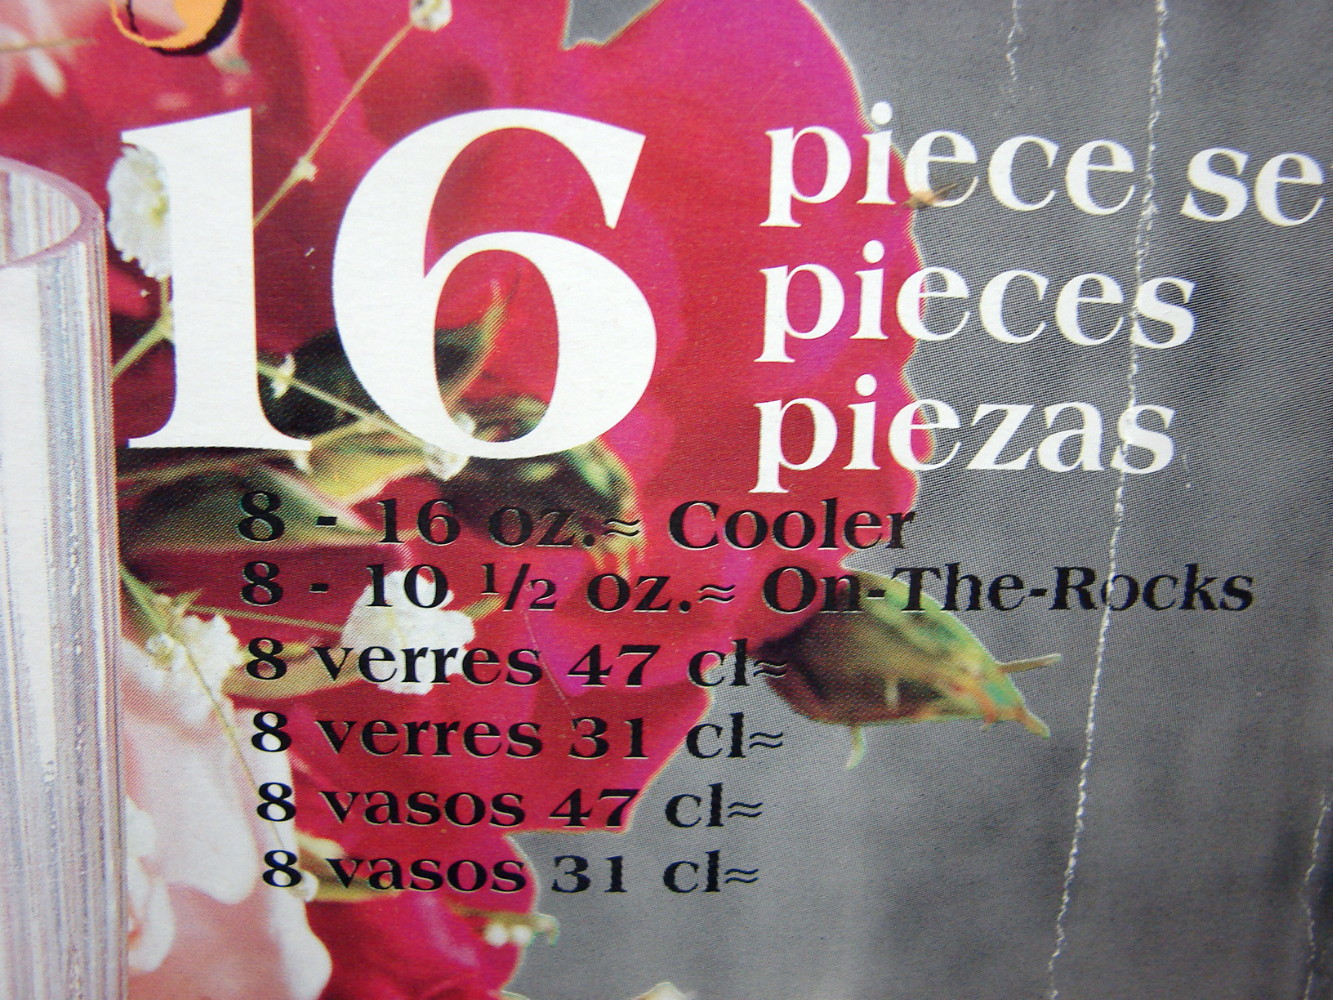 16 piece se
pieces
piezas
8 - 16 oz.≈ Cooler
8 - 10 1/2 oz.≈ On-The-Rocks
8 verres 47 cl≈
8 verres 31 cl≈
8 vasos 47 cl≈
8 vasos 31 cl≈